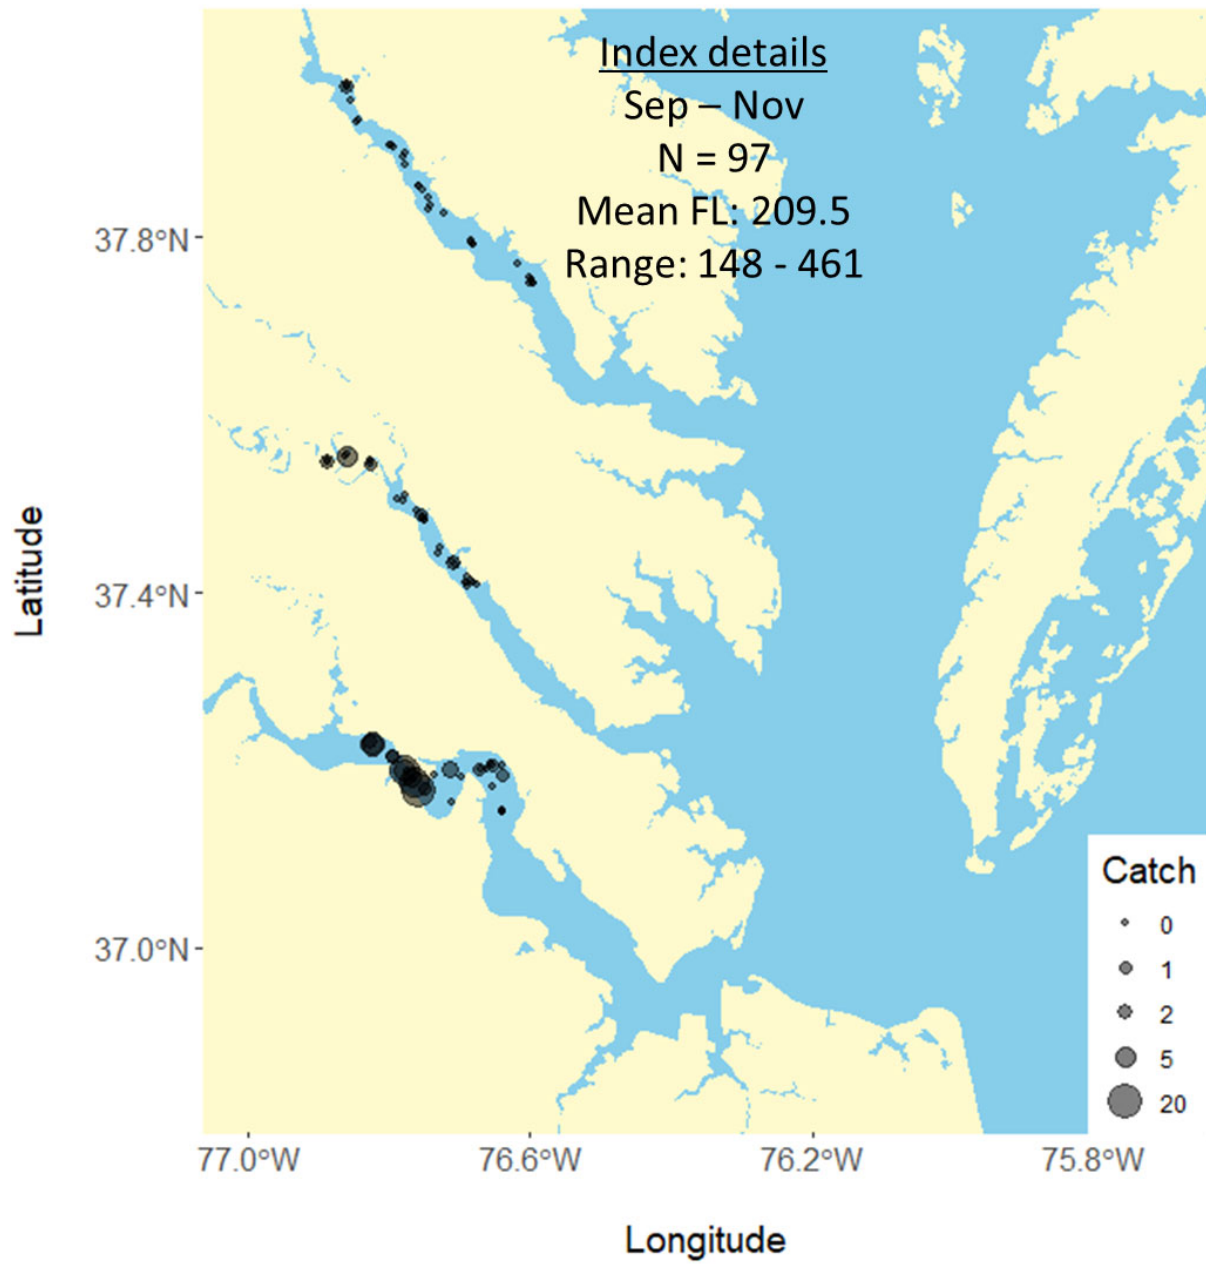 Index details
Sep – Nov
N = 97
Mean FL: 209.5
Range: 148 - 461
37.8°N
37.4°N
37.0°N
Latitude
77.0°W
76.6°W
76.2°W
75.8°W
Longitude
Catch
0
1
2
5
20